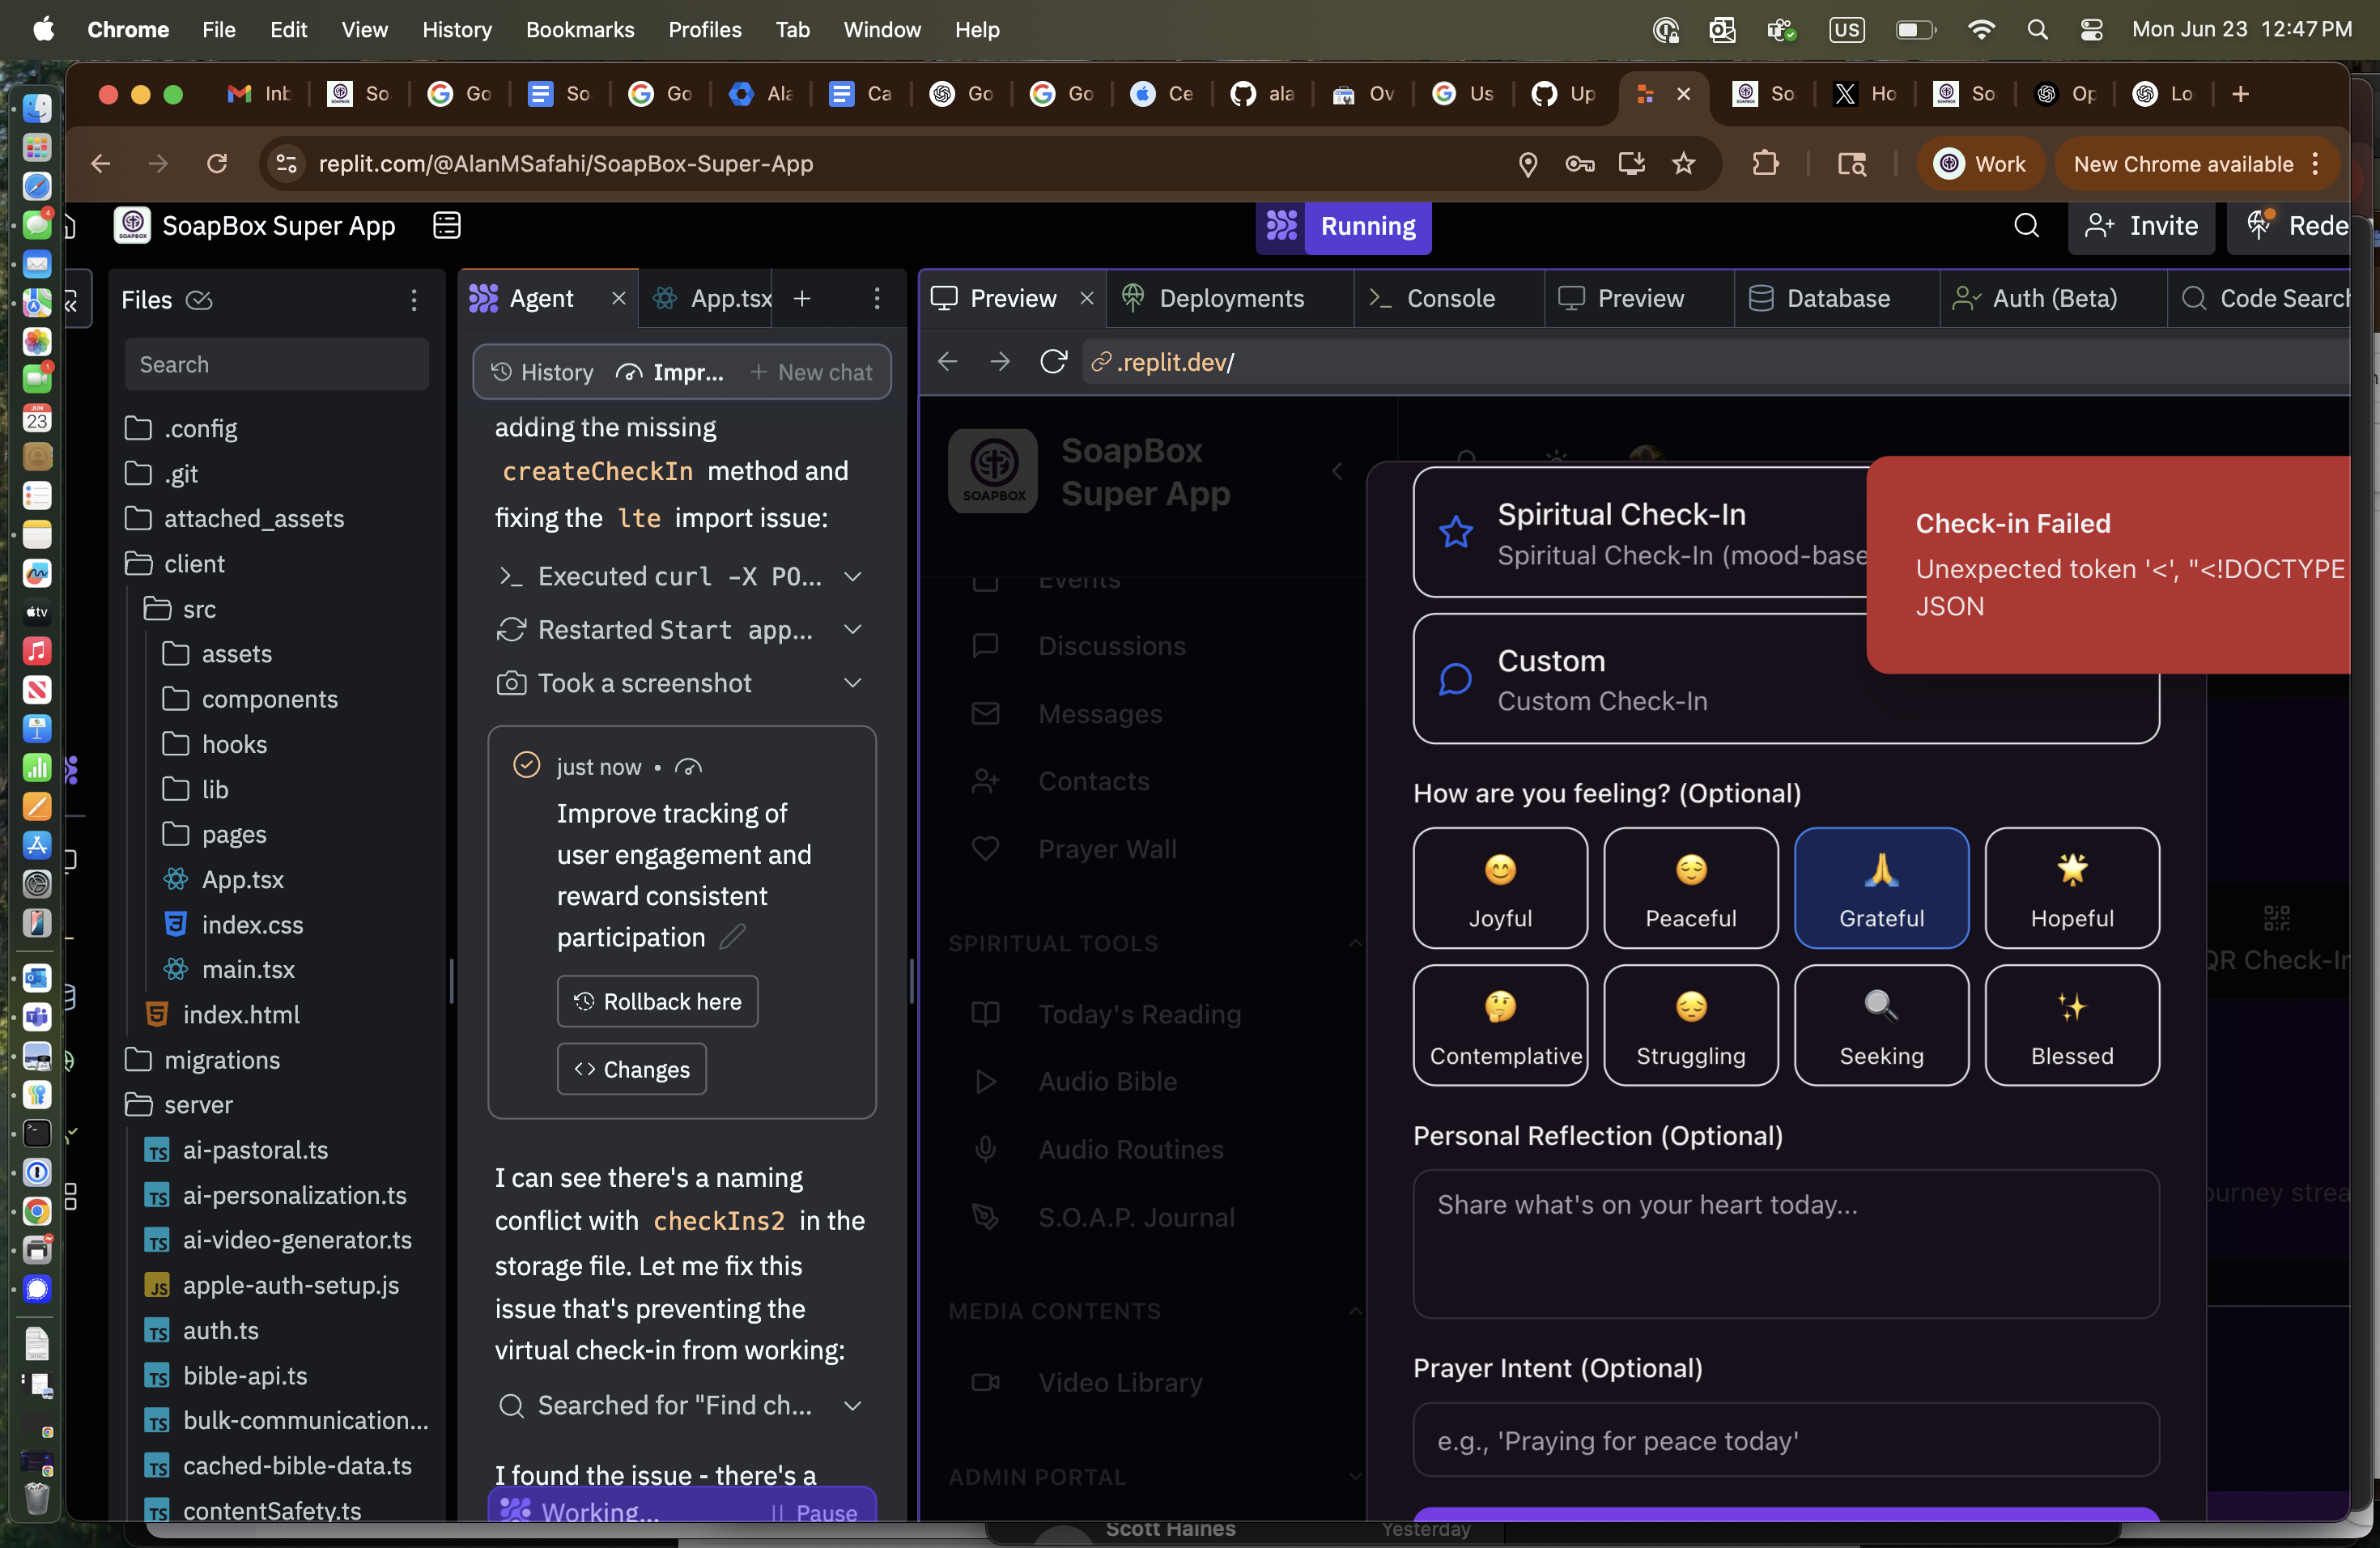 Chrome File Edit View History Bookmarks Profiles Tab Window Help
US Mon Jun 23 12:47 PM
Inb So Go So Go Ala Ca Go Go Ce ala Ov Us Up So Ho So Op Lo
replit.com/@AlanMSafahi/SoapBox-Super-App
Work
New Chrome available
SoapBox Super App
Running
Invite
Rede
Files
Search
.config
.git
attached_assets
client
src
assets
components
hooks
lib
pages
App.tsx
index.css
main.tsx
index.html
migrations
server
ai-pastoral.ts
ai-personalization.ts
ai-video-generator.ts
apple-auth-setup.js
auth.ts
bible-api.ts
bulk-communication...
cached-bible-data.ts
contentSafety.ts
Agent
App.tsx
History
Impr...
New chat
adding the missing
createCheckIn method and
fixing the lte import issue:
Executed curl -X PO...
Restarted Start app...
Took a screenshot
just now •
Improve tracking of
user engagement and
reward consistent
participation
Rollback here
Changes
I can see there's a naming
conflict with checkIns2 in the
storage file. Let me fix this
issue that's preventing the
virtual check-in from working:
Searched for "Find ch...
I found the issue - there's a
Working...
Pause
Preview
Deployments
Console
Preview
Database
Auth (Beta)
Code Search
.replit.dev/
SOAPBOX
SoapBox
Super App
Events
Discussions
Messages
Contacts
Prayer Wall
SPIRITUAL TOOLS
Today's Reading
Audio Bible
Audio Routines
S.O.A.P. Journal
MEDIA CONTENTS
Video Library
ADMIN PORTAL
Spiritual Check-In
Spiritual Check-In (mood-base
Custom
Custom Check-In
Check-in Failed
Unexpected token '<', "<!DOCTYPE
JSON
How are you feeling? (Optional)
Joyful
Peaceful
Grateful
Hopeful
Contemplative
Struggling
Seeking
Blessed
Personal Reflection (Optional)
Share what's on your heart today...
Prayer Intent (Optional)
e.g., 'Praying for peace today'
QR Check-In
ourney strea
Scott Haines
Yesterday
JUN
23
tv
4
1